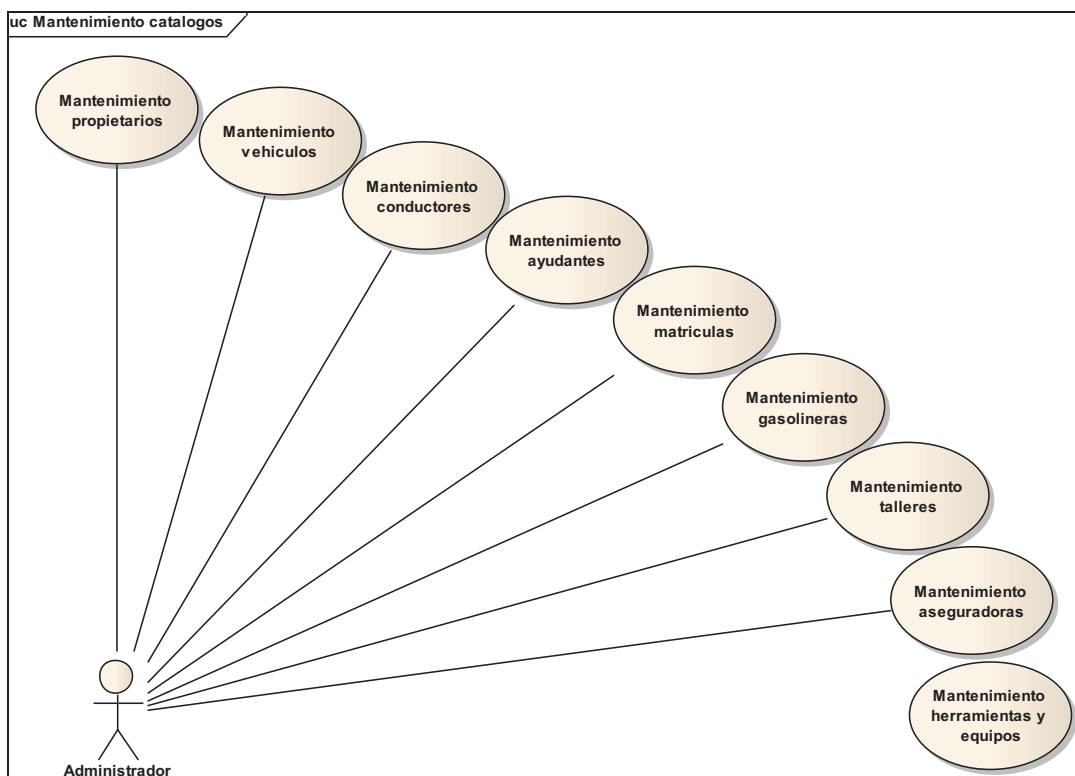 uc Mantenimiento catalogos
Mantenimiento
propietarios
Mantenimiento
vehiculos
Mantenimiento
conductores
Mantenimiento
ayudantes
Mantenimiento
matriculas
Mantenimiento
gasolineras
Mantenimiento
talleres
Mantenimiento
aseguradoras
Mantenimiento
herramientas y
equipos
Administrador